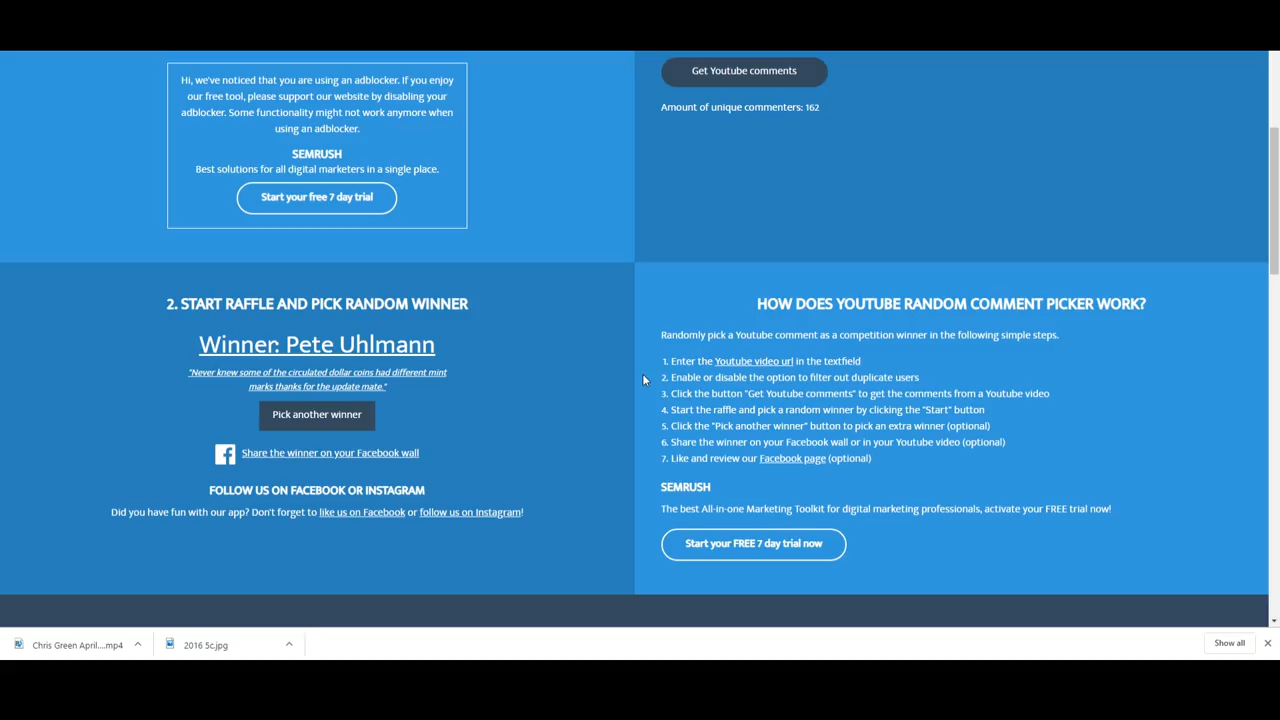 Hi, we've noticed that you are using an adblocker. If you enjoy
our free tool, please support our website by disabling your
adblocker. Some functionality might not work anymore when
using an adblocker.
SEMRUSH
Best solutions for all digital marketers in a single place.
Start your free 7 day trial
Get Youtube comments
Amount of unique commenters: 162
2. START RAFFLE AND PICK RANDOM WINNER
Winner: Pete Uhlmann
"Never knew some of the circulated dollar coins had different mint
marks thanks for the update mate."
Pick another winner
Share the winner on your Facebook wall
FOLLOW US ON FACEBOOK OR INSTAGRAM
Did you have fun with our app? Don't forget to like us on Facebook or follow us on Instagram!
HOW DOES YOUTUBE RANDOM COMMENT PICKER WORK?
Randomly pick a Youtube comment as a competition winner in the following simple steps.
1. Enter the Youtube video url in the textfield
2. Enable or disable the option to filter out duplicate users
3. Click the button "Get Youtube comments" to get the comments from a Youtube video
4. Start the raffle and pick a random winner by clicking the "Start" button
5. Click the "Pick another winner" button to pick an extra winner (optional)
6. Share the winner on your Facebook wall or in your Youtube video (optional)
7. Like and review our Facebook page (optional)
SEMRUSH
The best All-in-one Marketing Toolkit for digital marketing professionals, activate your FREE trial now!
Start your FREE 7 day trial now
Chris Green April....mp4
2016 5c.jpg
Show all